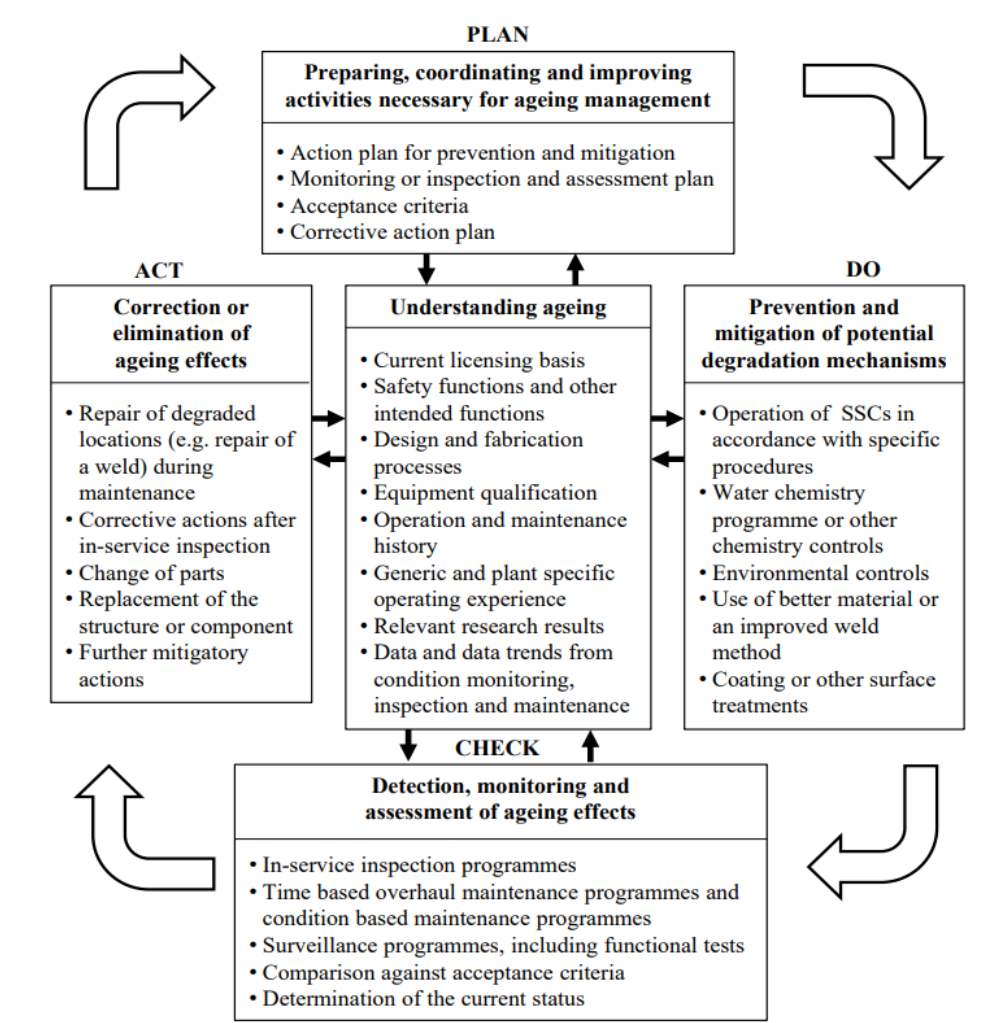 PLAN
Preparing, coordinating and improving
activities necessary for ageing management
• Action plan for prevention and mitigation
• Monitoring or inspection and assessment plan
• Acceptance criteria
• Corrective action plan
ACT
Correction or
elimination of
ageing effects
• Repair of degraded
locations (e.g. repair of
a weld) during
maintenance
• Corrective actions after
in-service inspection
• Change of parts
• Replacement of the
structure or component
• Further mitigatory
actions
Understanding ageing
• Current licensing basis
• Safety functions and other
intended functions
• Design and fabrication
processes
• Equipment qualification
• Operation and maintenance
history
• Generic and plant specific
operating experience
• Relevant research results
• Data and data trends from
condition monitoring,
inspection and maintenance
DO
Prevention and
mitigation of potential
degradation mechanisms
• Operation of SSCs in
accordance with specific
procedures
• Water chemistry
programme or other
chemistry controls
• Environmental controls
• Use of better material or
an improved weld
method
• Coating or other surface
treatments
CHECK
Detection, monitoring and
assessment of ageing effects
• In-service inspection programmes
• Time based overhaul maintenance programmes and
condition based maintenance programmes
• Surveillance programmes, including functional tests
• Comparison against acceptance criteria
• Determination of the current status